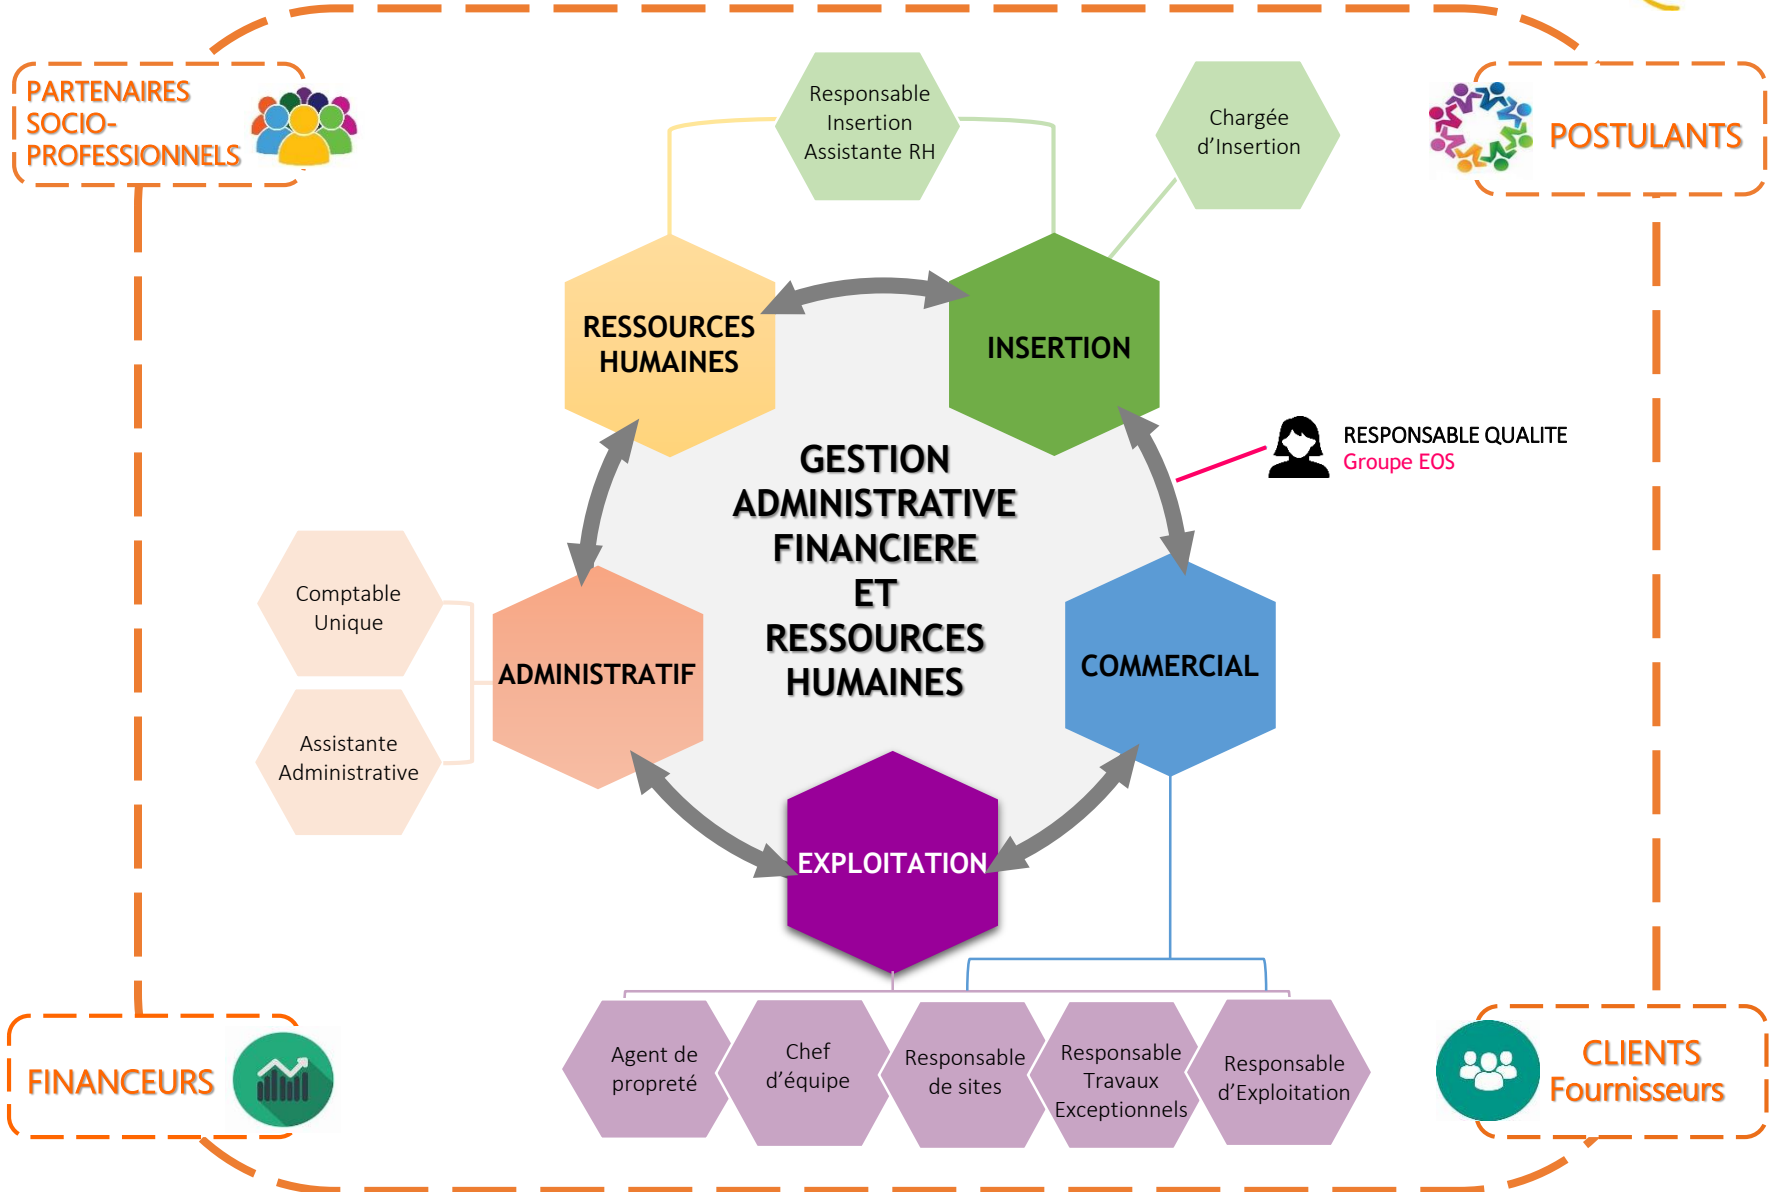 PARTENAIRES
SOCIO-
PROFESSIONNELS
Responsable
Insertion
Assistante RH
Chargée
d’Insertion
POSTULANTS
RESSOURCES
HUMAINES
INSERTION
RESPONSABLE QUALITE
Groupe EOS
GESTION
ADMINISTRATIVE
FINANCIERE
ET
RESSOURCES
HUMAINES
Comptable
Unique
ADMINISTRATIF
COMMERCIAL
Assistante
Administrative
EXPLOITATION
Agent de
propreté
Chef
d’équipe
Responsable
de sites
Responsable
Travaux
Exceptionnels
Responsable
d’Exploitation
FINANCEURS
CLIENTS
Fournisseurs